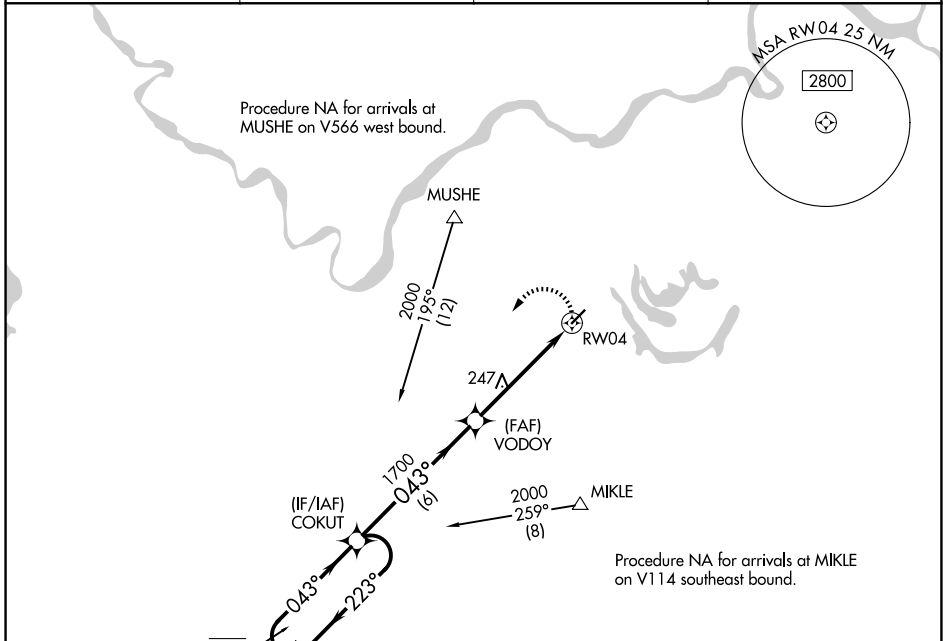 MSA RW04 25 NM
2800
Procedure NA for arrivals at
MUSHE on V566 west bound.
MUSHE
2000
195°
(12)
RW04
247
(FAF)
VODOY
1700
043°
(6)
(IF/IAF)
COKUT
2000
259°
(8)
MIKLE
Procedure NA for arrivals at MIKLE
on V114 southeast bound.
043°
223°